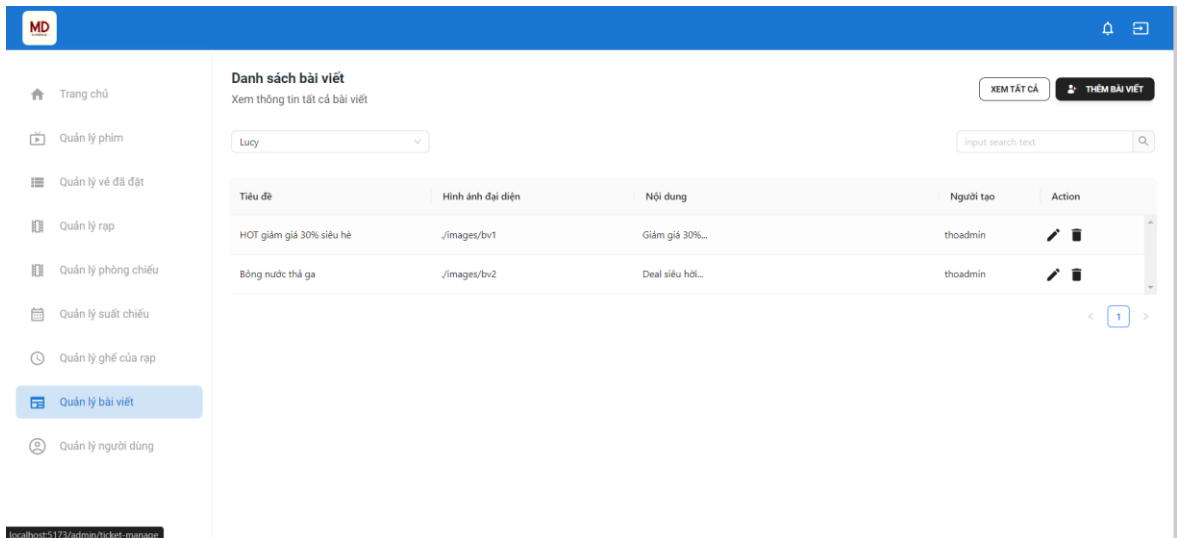 MD
Danh sách bài viết
Xem thông tin tất cả bài viết
XEM TẤT CẢ
THÊM BÀI VIẾT
Trang chủ
Quản lý phim
Quản lý vé đã đặt
Quản lý rạp
Quản lý phòng chiếu
Quản lý suất chiếu
Quản lý ghế của rạp
Quản lý bài viết
Quản lý người dùng
Lucy
input search text
Tiêu đề Hình ảnh đại diện Nội dung Người tạo Action
HOT giảm giá 30% siêu hè ./images/bv1 Giảm giá 30%... thoadmin
Bỏng nước thả ga ./images/bv2 Deal siêu hời... thoadmin
< 1 >
localhost:5173/admin/ticket-manage